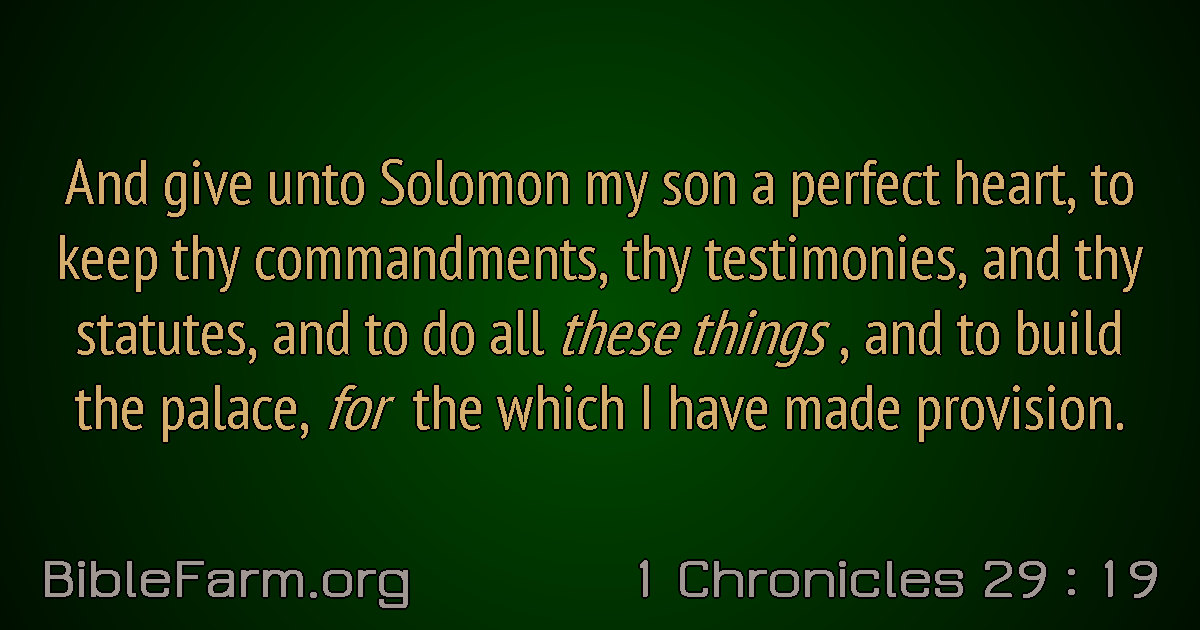 And give unto Solomon my son a perfect heart, to
keep thy commandments, thy testimonies, and thy
statutes, and to do all these things , and to build
the palace, for the which I have made provision.
BibleFarm.org
1 Chronicles 29 : 19